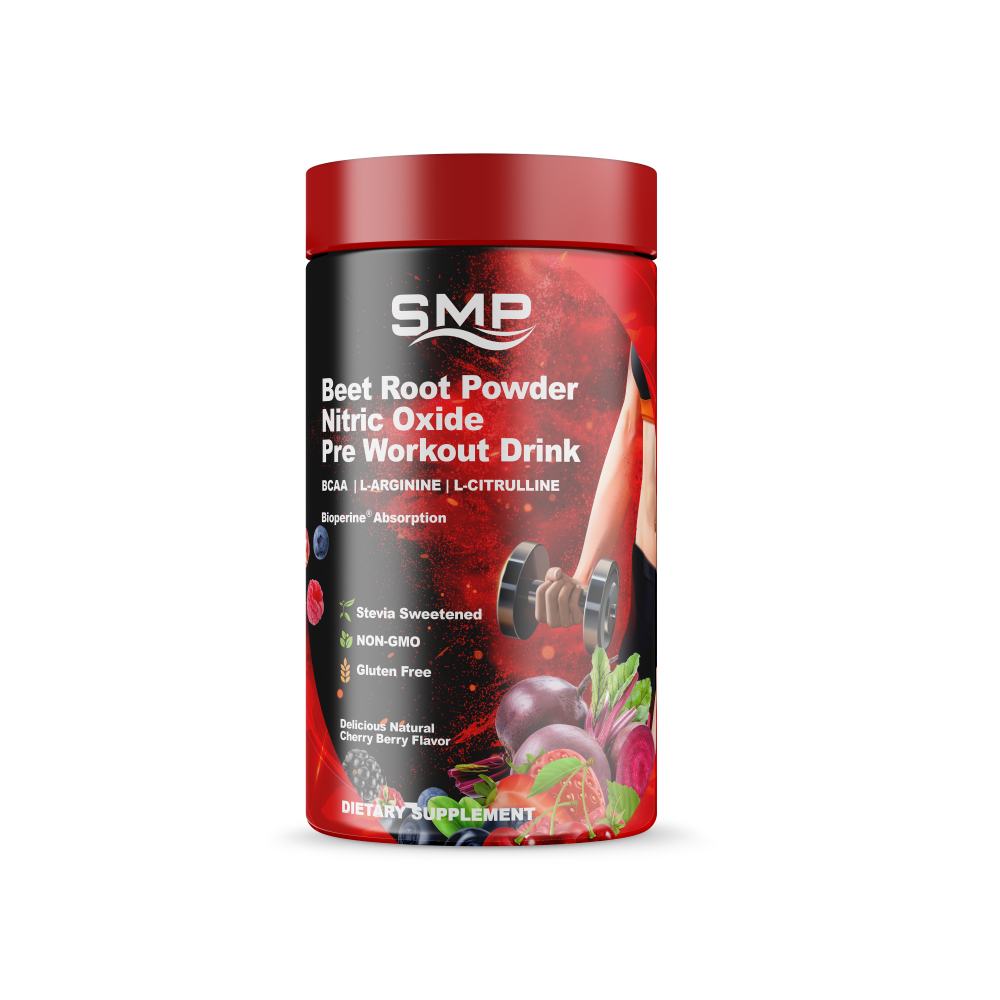 SMP
Beet Root Powder
Nitric Oxide
Pre Workout Drink
BCAA | L-ARGININE | L-CITRULLINE
Bioperine® Absorption
Stevia Sweetened
NON-GMO
Gluten Free
Delicious Natural
Cherry Berry Flavor
DIETARY SUPPLEMENT